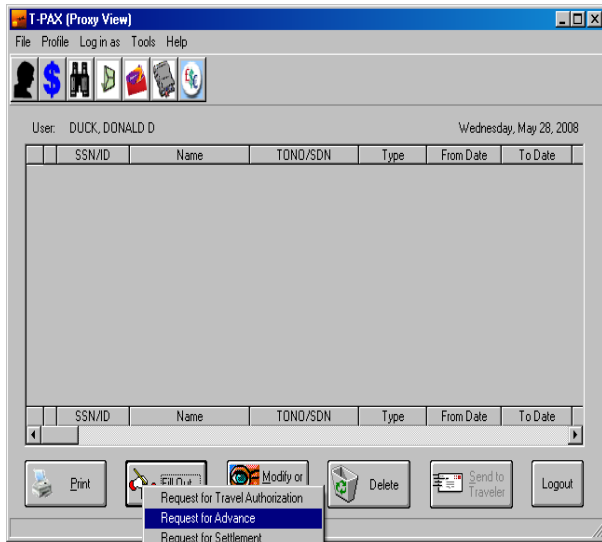 T-PAX (Proxy View)
File Profile Log in as Tools Help
User: DUCK, DONALD D Wednesday, May 28, 2008
SSN/ID Name TONO/SDN Type From Date To Date
SSN/ID Name TONO/SDN Type From Date To Date
Print Fill Out Modify or Delete Send to Traveler Logout
Request for Travel Authorization
Request for Advance
Request for Settlement